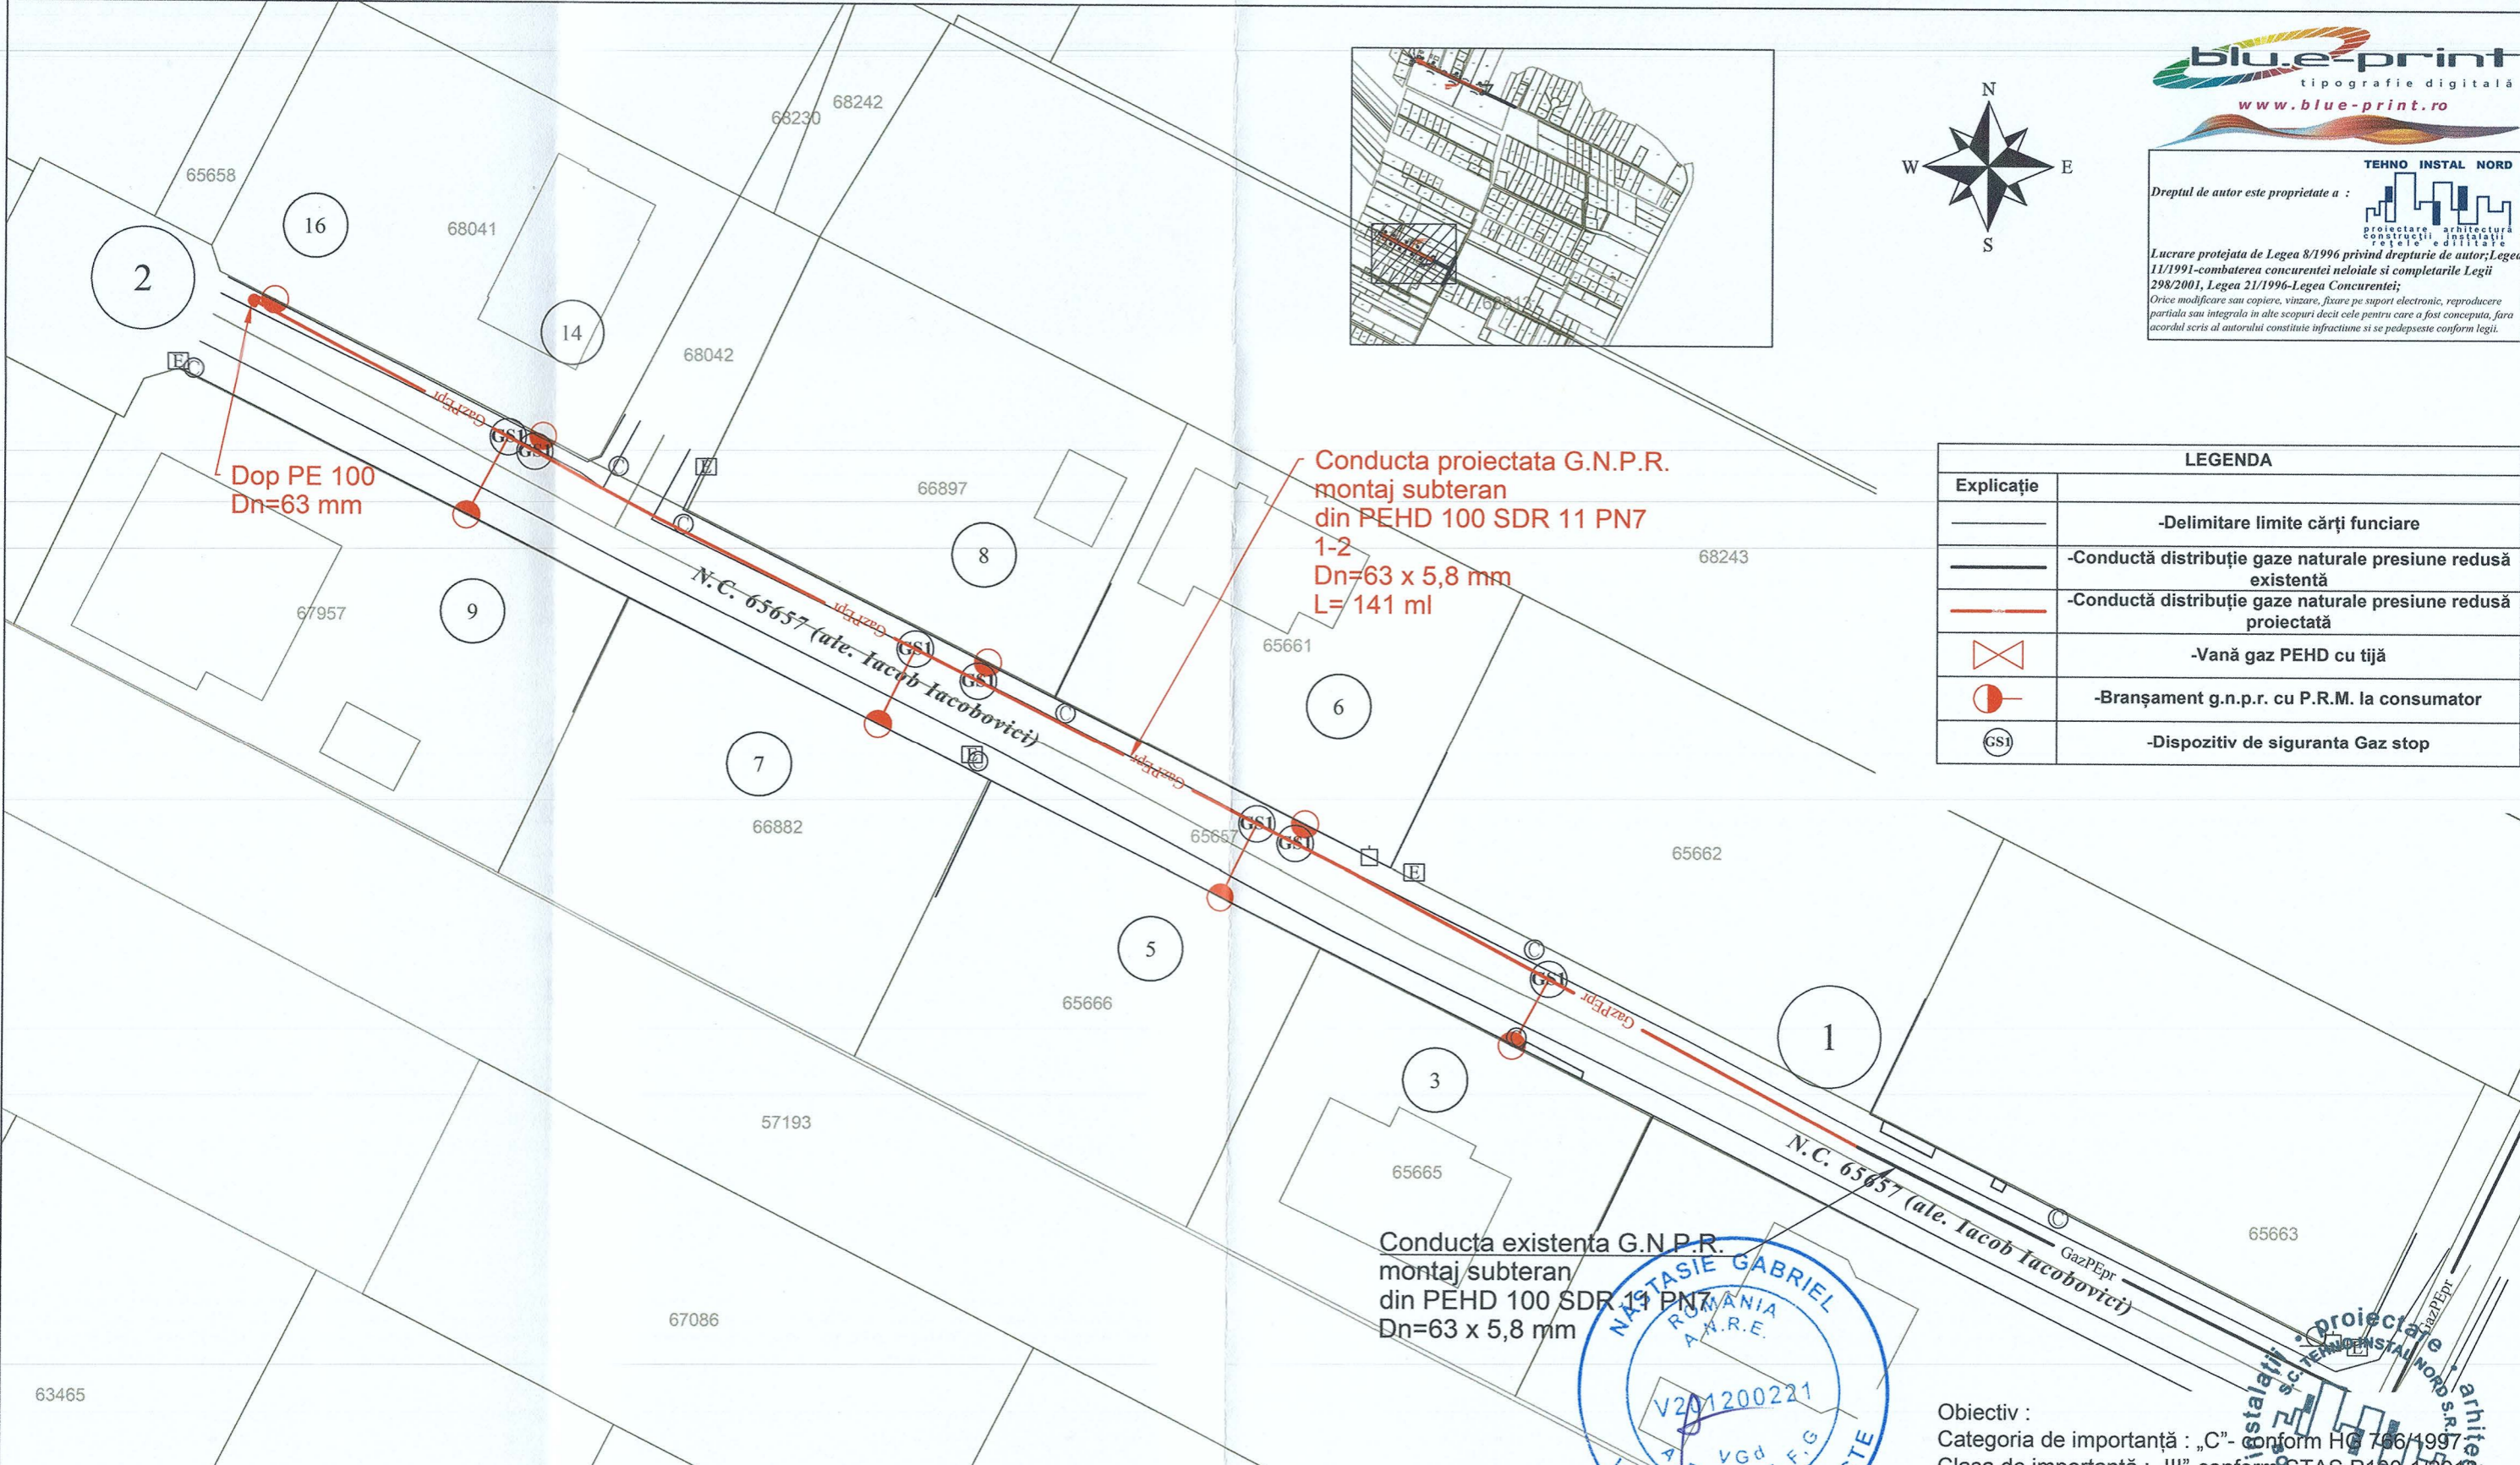 blu.e-print
tipografie digitală
www.blue-print.ro
TEHNO INSTAL NORD
Dreptul de autor este proprietate a :
proiectare arhitectură
construcții instalații
rețele edilitare
Lucrare protejata de Legea 8/1996 privind drepturie de autor;Legea
11/1991-combaterea concurentei neloiale si completarile Legii
298/2001, Legea 21/1996-Legea Concurentei;
Orice modificare sau copiere, vinzare, fixare pe suport electronic, reproducere
partiala sau integrala in alte scopuri decit cele pentru care a fost conceputa, fara
acordul scris al autorului constituie infractiune si se pedepseste conform legii.
N
W
E
S
68813
68242
68230
65658
16
68041
2
14
68042
E
C
GazPEpr
GS1
GS1
C
E
Dop PE 100
Dn=63 mm
C
66897
8
Conducta proiectata G.N.P.R.
montaj subteran
din PEHD 100 SDR 11 PN7
1-2
Dn=63 x 5,8 mm
L= 141 ml
68243
LEGENDA
Explicație
-Delimitare limite cărți funciare
-Conductă distribuție gaze naturale presiune redusă
existentă
-Conductă distribuție gaze naturale presiune redusă
proiectată
-Vană gaz PEHD cu tijă
-Branșament g.n.p.r. cu P.R.M. la consumator
GS1
-Dispozitiv de siguranta Gaz stop
67957
9
N.C. 65657 (ale. Iacob Iacobovici)
GazPEpr
GS1
GS1
65661
6
C
7
E
C
GazPEpr
66882
65657
GS1
GS1
E
65662
5
C
65666
GS1
GazPEpr
C
1
3
57193
65665
N.C. 65657 (ale. Iacob Iacobovici)
C
65663
GazPEpr
GazPEpr
E
Conducta existenta G.N.P.R.
montaj subteran
din PEHD 100 SDR 11 PN7
Dn=63 x 5,8 mm
67086
63465
NĂSTASIE GABRIEL
ROMANIA
A.N.R.E.
V201200221
VGd
proiectare
arhite
instalații
S.C. TEHNO INSTAL NORD S.R.L
Obiectiv :
Categoria de importanță : „C"- conform HG 766/1997